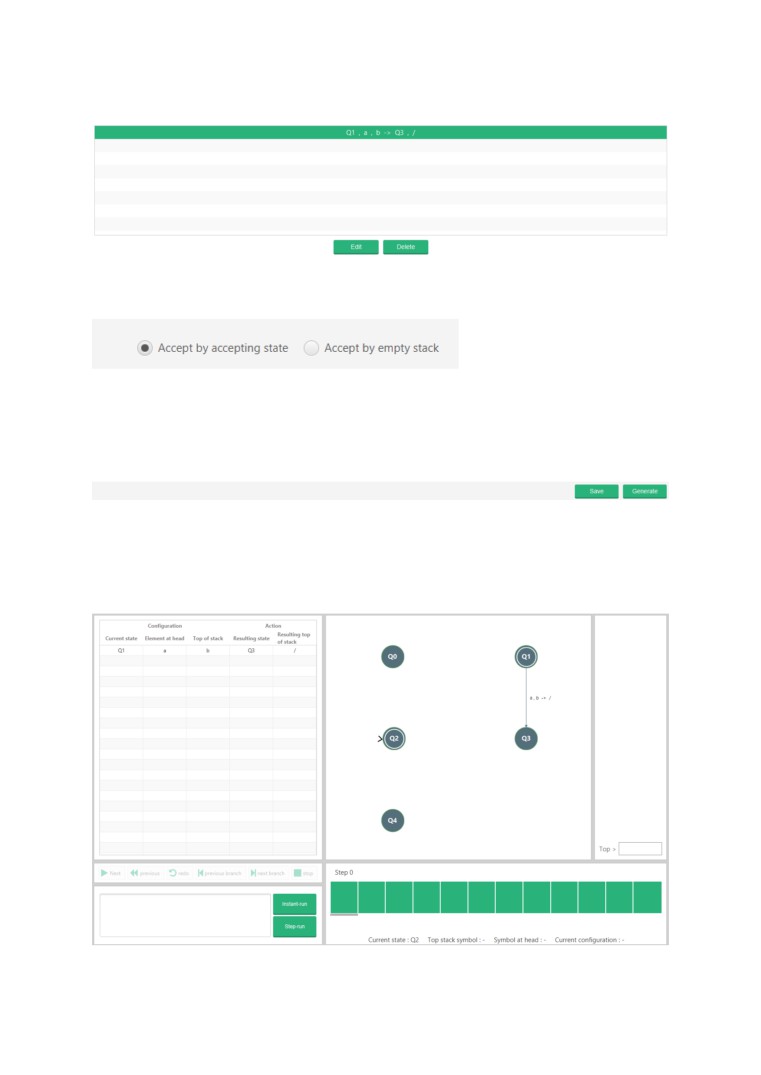 Q1 , a , b -> Q3 , /
Edit Delete
Accept by accepting state Accept by empty stack
Save Generate
Configuration Action
Current state Element at head Top of stack Resulting state Resulting top of stack
Q1 a b Q3 /
Q0 Q1
a, b -> /
> Q2 Q3
Q4
Top >
Next previous redo previous branch next branch stop
Step 0
Instant-run
Step run
Current state : Q2 Top stack symbol : - Symbol at head : - Current configuration : -